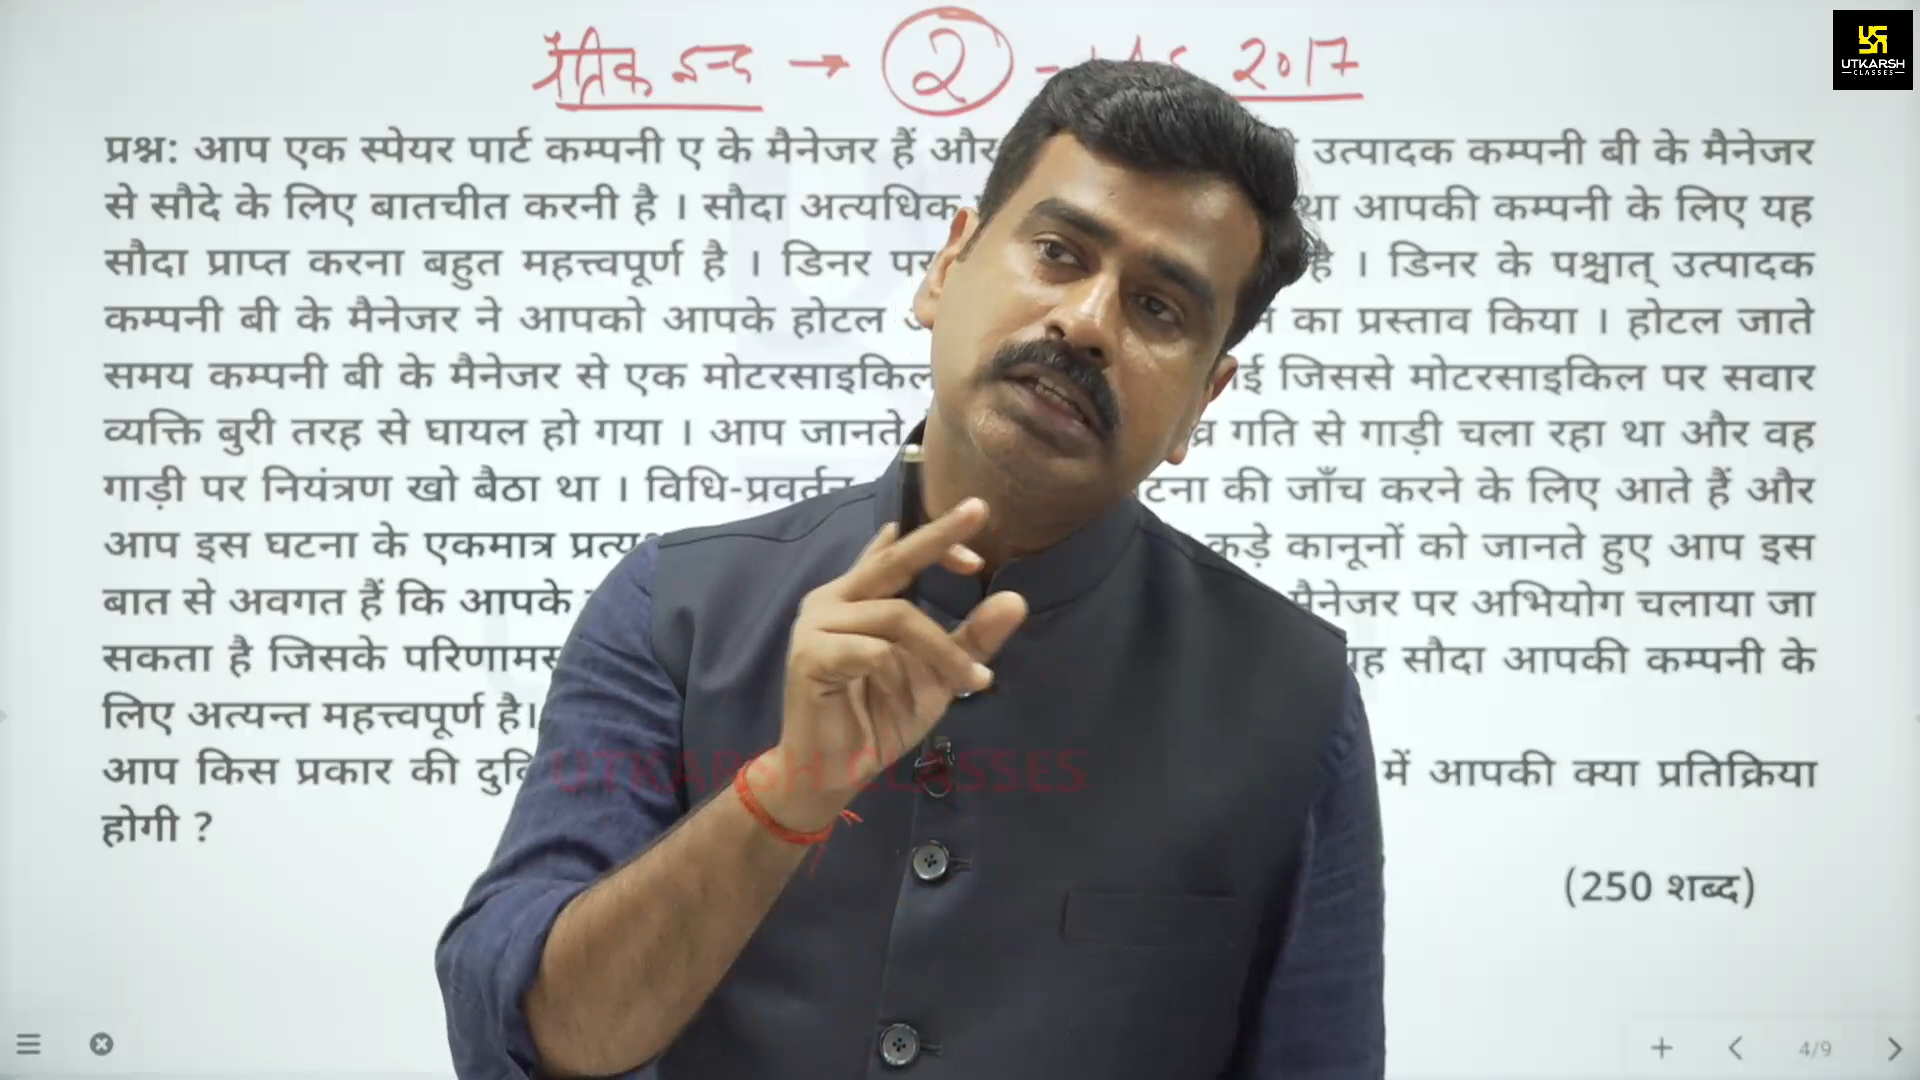 नैतिक द्वन्द → 2 - 2017
UTKARSH
CLASSES
प्रश्न: आप एक स्पेयर पार्ट कम्पनी ए के मैनेजर हैं और उत्पादक कम्पनी बी के मैनेजर
से सौदे के लिए बातचीत करनी है । सौदा अत्यधिक आपकी कम्पनी के लिए यह
सौदा प्राप्त करना बहुत महत्त्वपूर्ण है । डिनर पर है । डिनर के पश्चात् उत्पादक
कम्पनी बी के मैनेजर ने आपको आपके होटल का प्रस्ताव किया । होटल जाते
समय कम्पनी बी के मैनेजर से एक मोटरसाइकिल जिससे मोटरसाइकिल पर सवार
व्यक्ति बुरी तरह से घायल हो गया । आप जानते गति से गाड़ी चला रहा था और वह
गाड़ी पर नियंत्रण खो बैठा था । विधि-प्रवर्तन की जाँच करने के लिए आते हैं और
आप इस घटना के एकमात्र कड़े कानूनों को जानते हुए आप इस
बात से अवगत हैं कि आपके मैनेजर पर अभियोग चलाया जा
सकता है जिसके यह सौदा आपकी कम्पनी के
लिए अत्यन्त महत्त्वपूर्ण है।
आप किस प्रकार की में आपकी क्या प्रतिक्रिया
होगी ?
UTKARSH CLASSES
(250 शब्द)
4/9